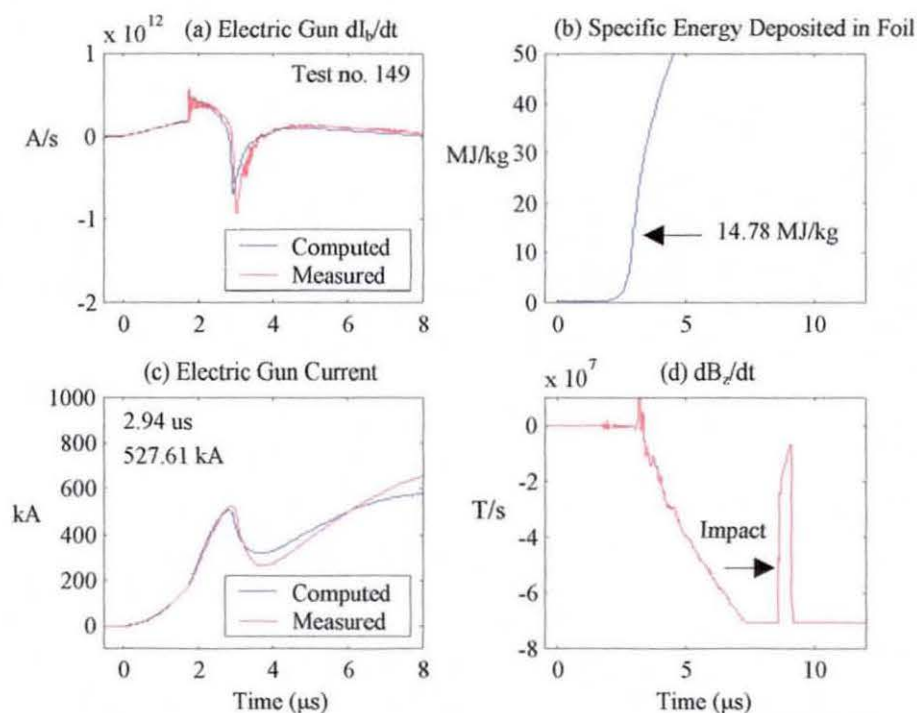 (a) Electric Gun dI_b/dt
x 10^12
1
0
-1
-2
A/s
Test no. 149
Computed
Measured
0 2 4 6 8
(b) Specific Energy Deposited in Foil
50
40
30
20
10
0
MJ/kg
14.78 MJ/kg
0 5 10
(c) Electric Gun Current
1000
800
600
400
200
0
kA
2.94 us
527.61 kA
Computed
Measured
0 2 4 6 8
Time (μs)
(d) dB_z/dt
x 10^7
0
-2
-4
-6
-8
T/s
Impact
0 5 10
Time (μs)